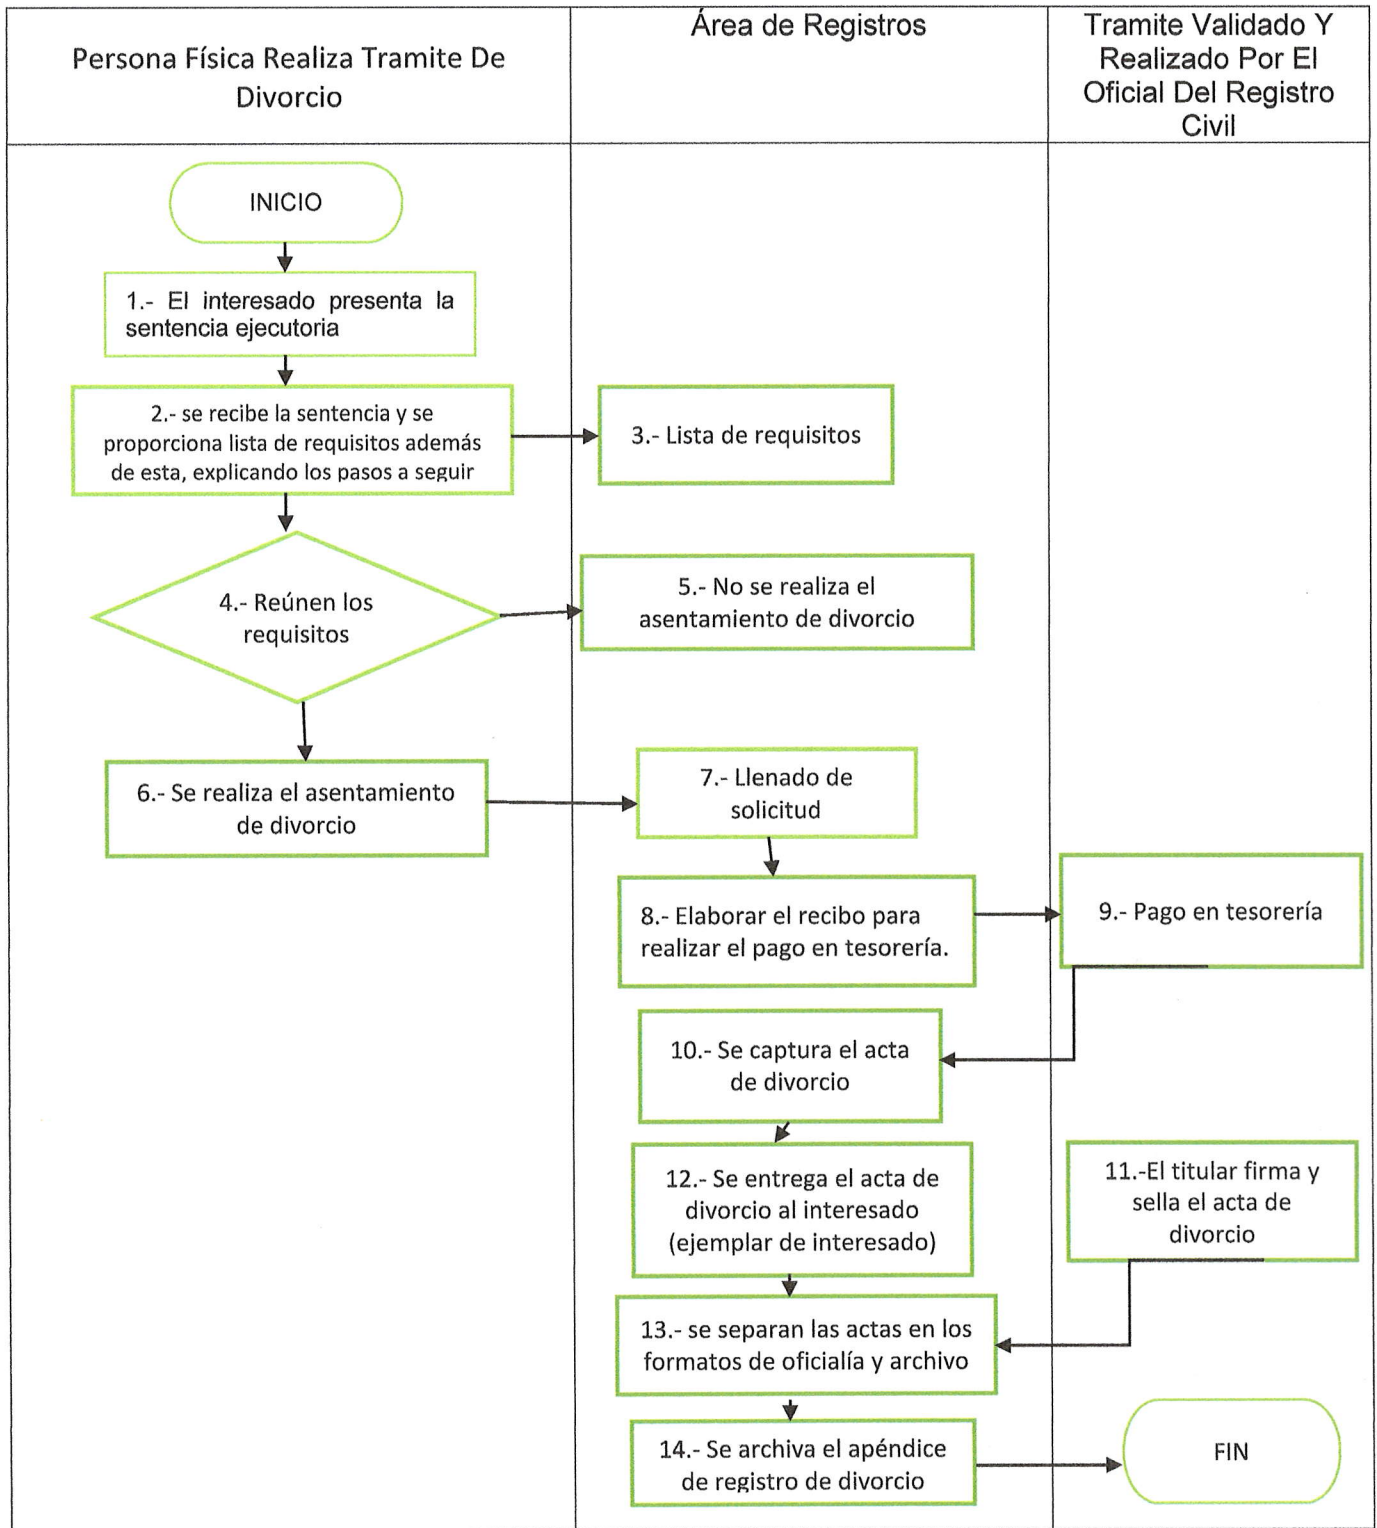 Persona Física Realiza Tramite De
Divorcio
Área de Registros
Tramite Validado Y
Realizado Por El
Oficial Del Registro
Civil
INICIO
1.- El interesado presenta la
sentencia ejecutoria
2.- se recibe la sentencia y se
proporciona lista de requisitos además
de esta, explicando los pasos a seguir
3.- Lista de requisitos
4.- Reúnen los
requisitos
5.- No se realiza el
asentamiento de divorcio
6.- Se realiza el asentamiento
de divorcio
7.- Llenado de
solicitud
8.- Elaborar el recibo para
realizar el pago en tesorería.
9.- Pago en tesorería
10.- Se captura el acta
de divorcio
11.-El titular firma y
sella el acta de
divorcio
12.- Se entrega el acta de
divorcio al interesado
(ejemplar de interesado)
13.- se separan las actas en los
formatos de oficialía y archivo
14.- Se archiva el apéndice
de registro de divorcio
FIN